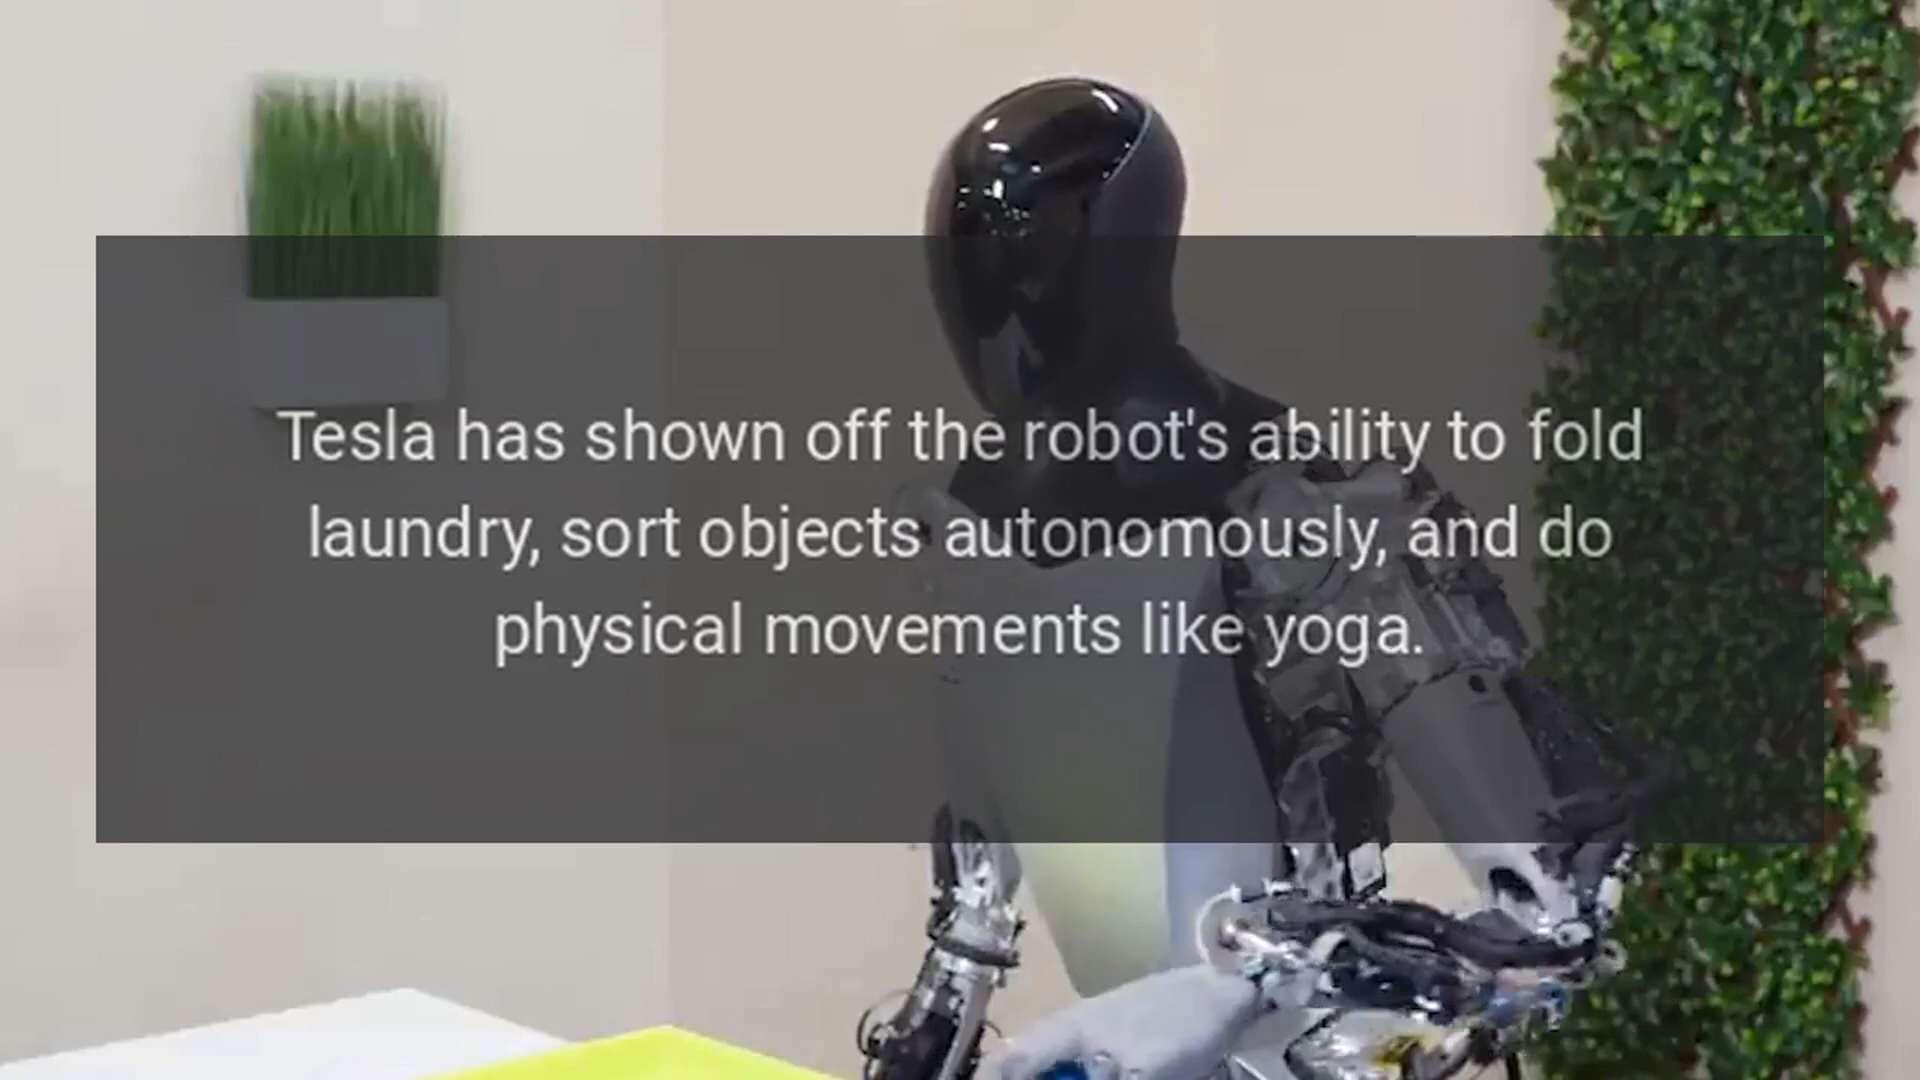 Tesla has shown off the robot's ability to fold
laundry, sort objects autonomously, and do
physical movements like yoga.